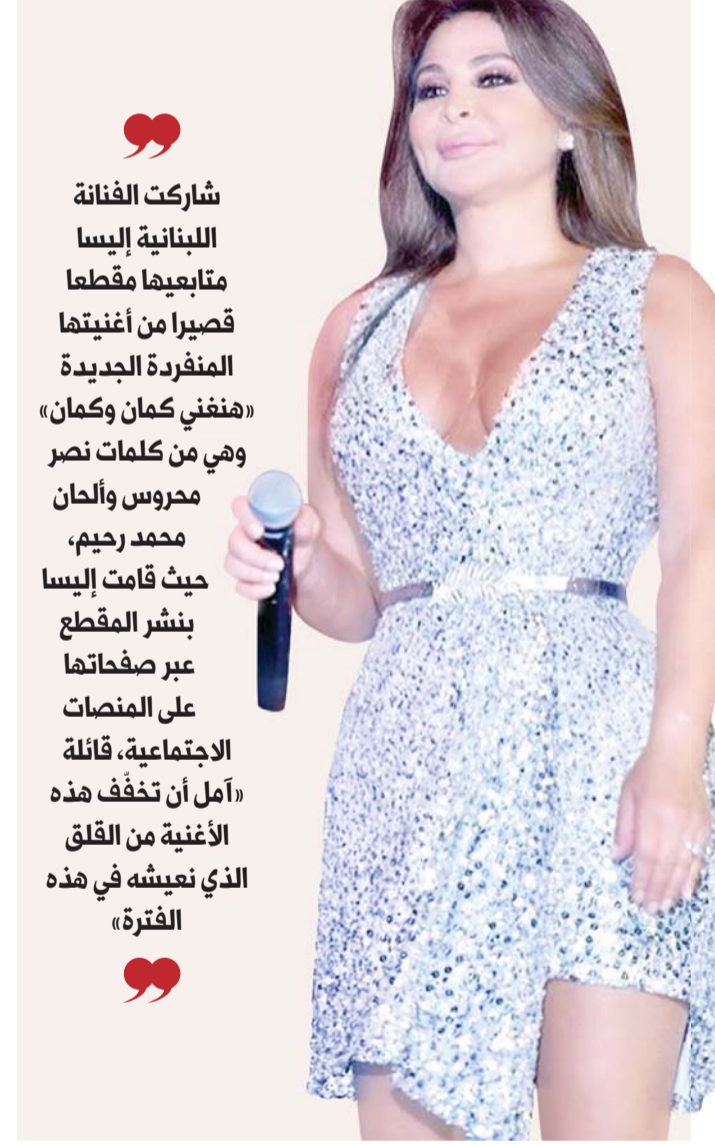 شاركت الفنانة
اللبنانية إليسا
متابعيها مقطعا
قصيرا من أغنيتها
المنفردة الجديدة
«هنغني كمان وكمان»
وهي من كلمات نصر
محروس وألحان
محمد رحيم،
حيث قامت إليسا
بنشر المقطع
عبر صفحاتها
على المنصات
الاجتماعية، قائلة
«آمل أن تخفّف هذه
الأغنية من القلق
الذي نعيشه في هذه
الفترة»